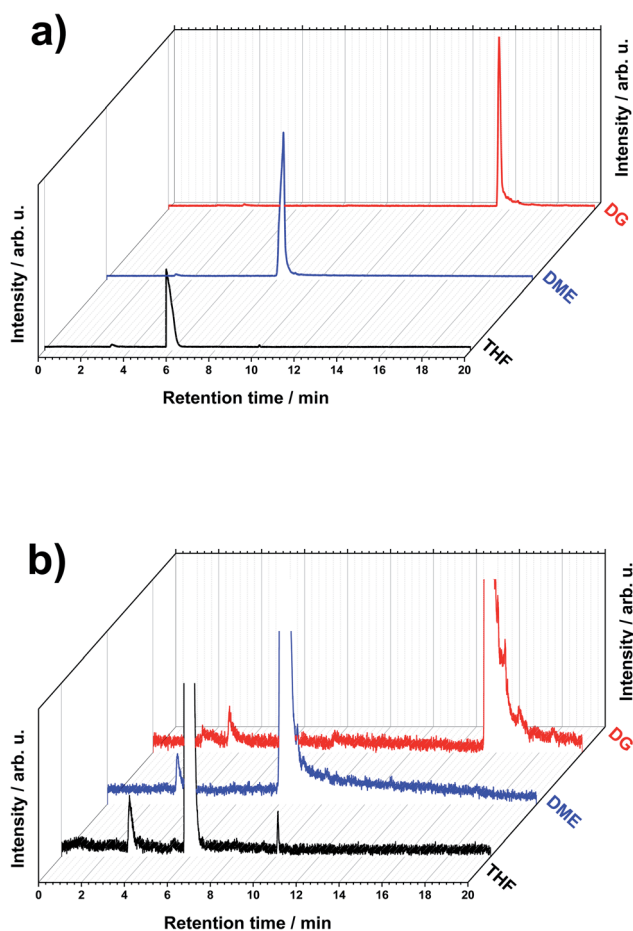 a)
Intensity / arb. u.
Intensity / arb. u.
DG
DME
THF
0 2 4 6 8 10 12 14 16 18 20
Retention time / min
b)
Intensity / arb. u.
Intensity / arb. u.
DG
DME
THF
0 2 4 6 8 10 12 14 16 18 20
Retention time / min